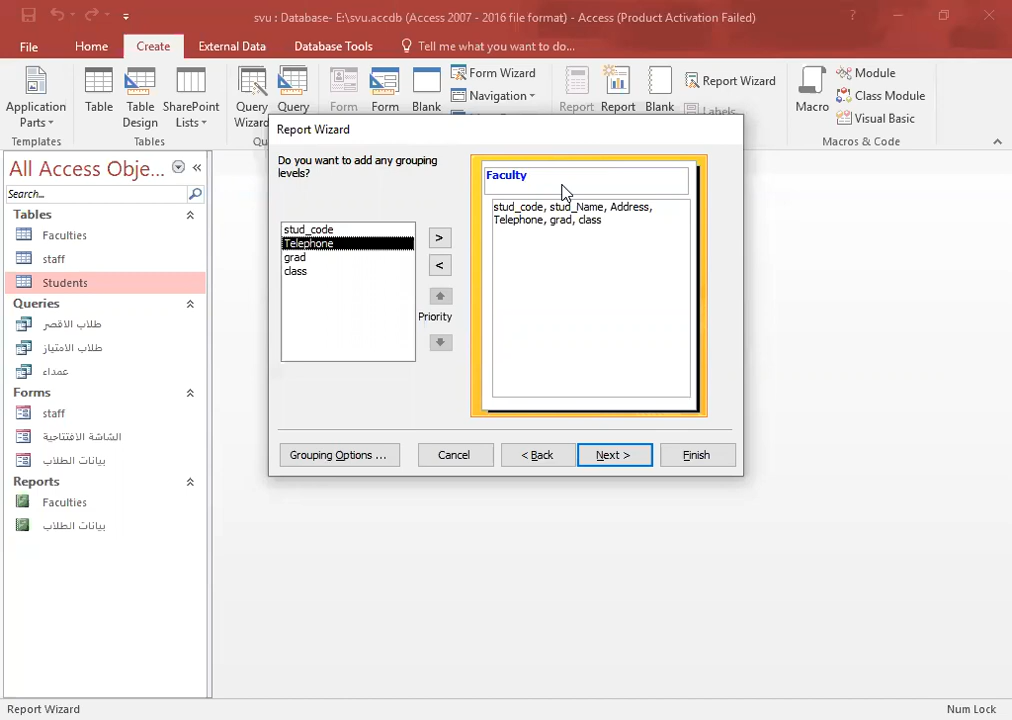 svu : Database- E:\svu.accdb (Access 2007 - 2016 file format) - Access (Product Activation Failed)
File Home Create External Data Database Tools Tell me what you want to do...
Application Parts
Table
Table Design
SharePoint Lists
Query Wizard
Query
Form
Form
Blank
Form Wizard
Navigation
Report
Report
Blank
Report Wizard
Labels
Macro
Module
Class Module
Visual Basic
Templates
Tables
Macros & Code
Report Wizard
Do you want to add any grouping
levels?
stud_code
Telephone
grad
class
>
<
Priority
Faculty
stud_code, stud_Name, Address,
Telephone, grad, class
Grouping Options ...
Cancel
< Back
Next >
Finish
All Access Obje...
Search...
Tables
Faculties
staff
Students
Queries
طلاب الاقصر
طلاب الامتياز
عمداء
Forms
staff
الشاشة الافتتاحية
بيانات الطلاب
Reports
Faculties
بيانات الطلاب
Report Wizard
Num Lock